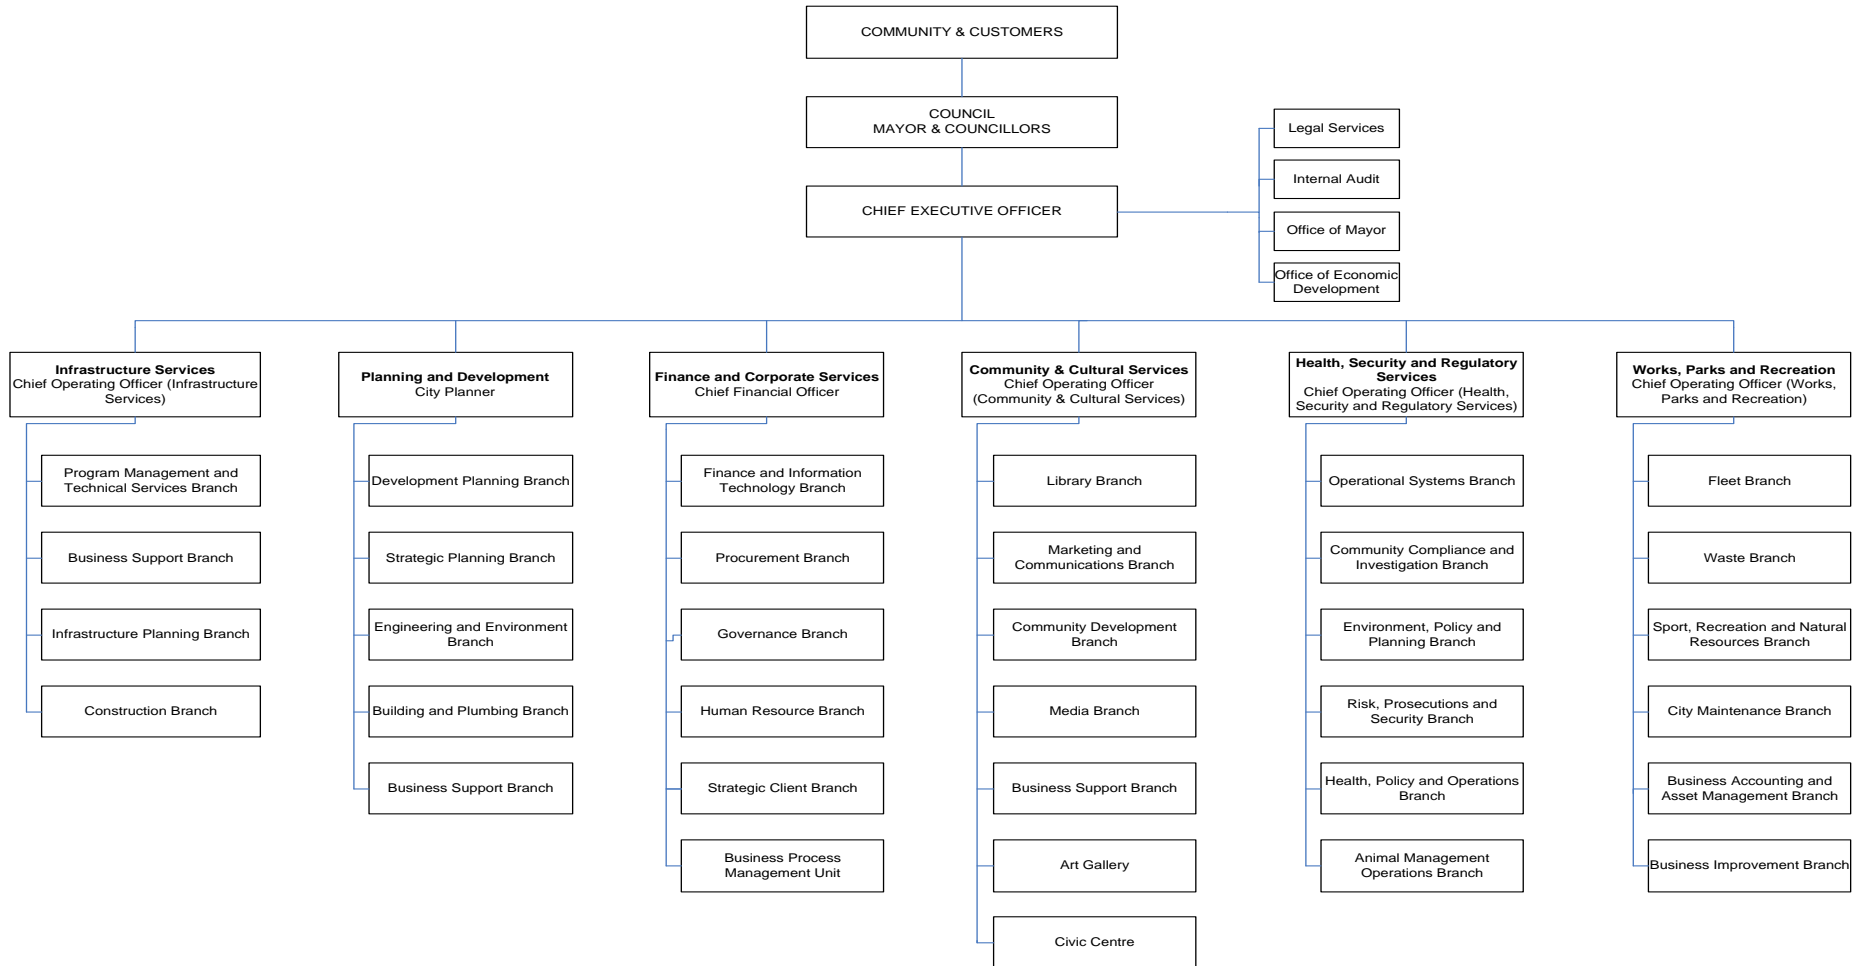 COMMUNITY & CUSTOMERS
COUNCIL
MAYOR & COUNCILLORS
CHIEF EXECUTIVE OFFICER
Legal Services
Internal Audit
Office of Mayor
Office of Economic
Development
Infrastructure Services
Chief Operating Officer (Infrastructure
Services)
Program Management and
Technical Services Branch
Business Support Branch
Infrastructure Planning Branch
Construction Branch
Planning and Development
City Planner
Development Planning Branch
Strategic Planning Branch
Engineering and Environment
Branch
Building and Plumbing Branch
Business Support Branch
Finance and Corporate Services
Chief Financial Officer
Finance and Information
Technology Branch
Procurement Branch
Governance Branch
Human Resource Branch
Strategic Client Branch
Business Process
Management Unit
Community & Cultural Services
Chief Operating Officer
(Community & Cultural Services)
Library Branch
Marketing and
Communications Branch
Community Development
Branch
Media Branch
Business Support Branch
Art Gallery
Civic Centre
Health, Security and Regulatory
Services
Chief Operating Officer (Health,
Security and Regulatory Services)
Operational Systems Branch
Community Compliance and
Investigation Branch
Environment, Policy and
Planning Branch
Risk, Prosecutions and
Security Branch
Health, Policy and Operations
Branch
Animal Management
Operations Branch
Works, Parks and Recreation
Chief Operating Officer (Works,
Parks and Recreation)
Fleet Branch
Waste Branch
Sport, Recreation and Natural
Resources Branch
City Maintenance Branch
Business Accounting and
Asset Management Branch
Business Improvement Branch